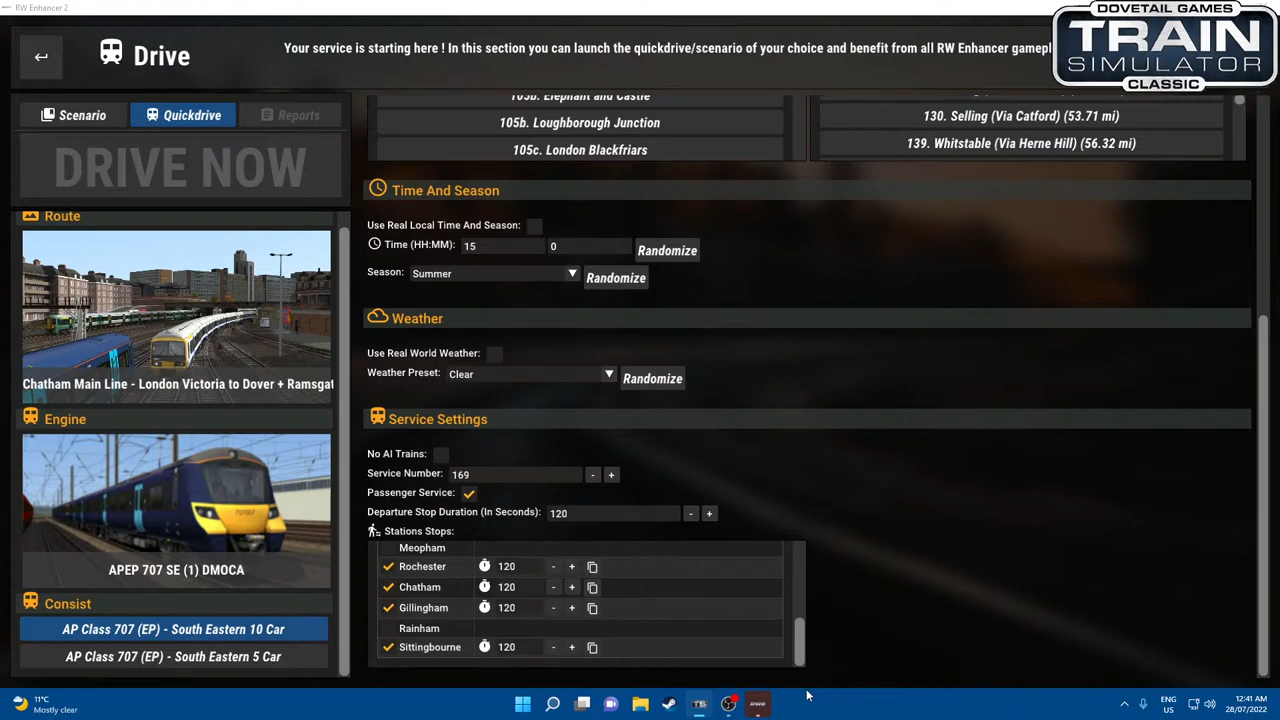 RW Enhancer 2
DOVETAIL GAMES
TRAIN
SIMULATOR
CLASSIC
Drive
Your service is starting here ! In this section you can launch the quickdrive/scenario of your choice and benefit from all RW Enhancer
Scenario
Quickdrive
Reports
DRIVE NOW
Route
Chatham Main Line - London Victoria to Dover + Ramsgat
Engine
APEP 707 SE (1) DMOCA
Consist
AP Class 707 (EP) - South Eastern 10 Car
AP Class 707 (EP) - South Eastern 5 Car
105b. Elephant and Castle
105b. Loughborough Junction
105c. London Blackfriars
130. Selling (Via Catford) (53.71 mi)
139. Whitstable (Via Herne Hill) (56.32 mi)
Time And Season
Use Real Local Time And Season:
Time (HH:MM): 15 0 Randomize
Season: Summer Randomize
Weather
Use Real World Weather:
Weather Preset: Clear Randomize
Service Settings
No AI Trains:
Service Number: 169 - +
Passenger Service:
Departure Stop Duration (In Seconds): 120 - +
Stations Stops:
Meopham
Rochester 120 - +
Chatham 120 - +
Gillingham 120 - +
Rainham
Sittingbourne 120 - +
11°C
Mostly clear
TS
ENG
US
12:41 AM
28/07/2022